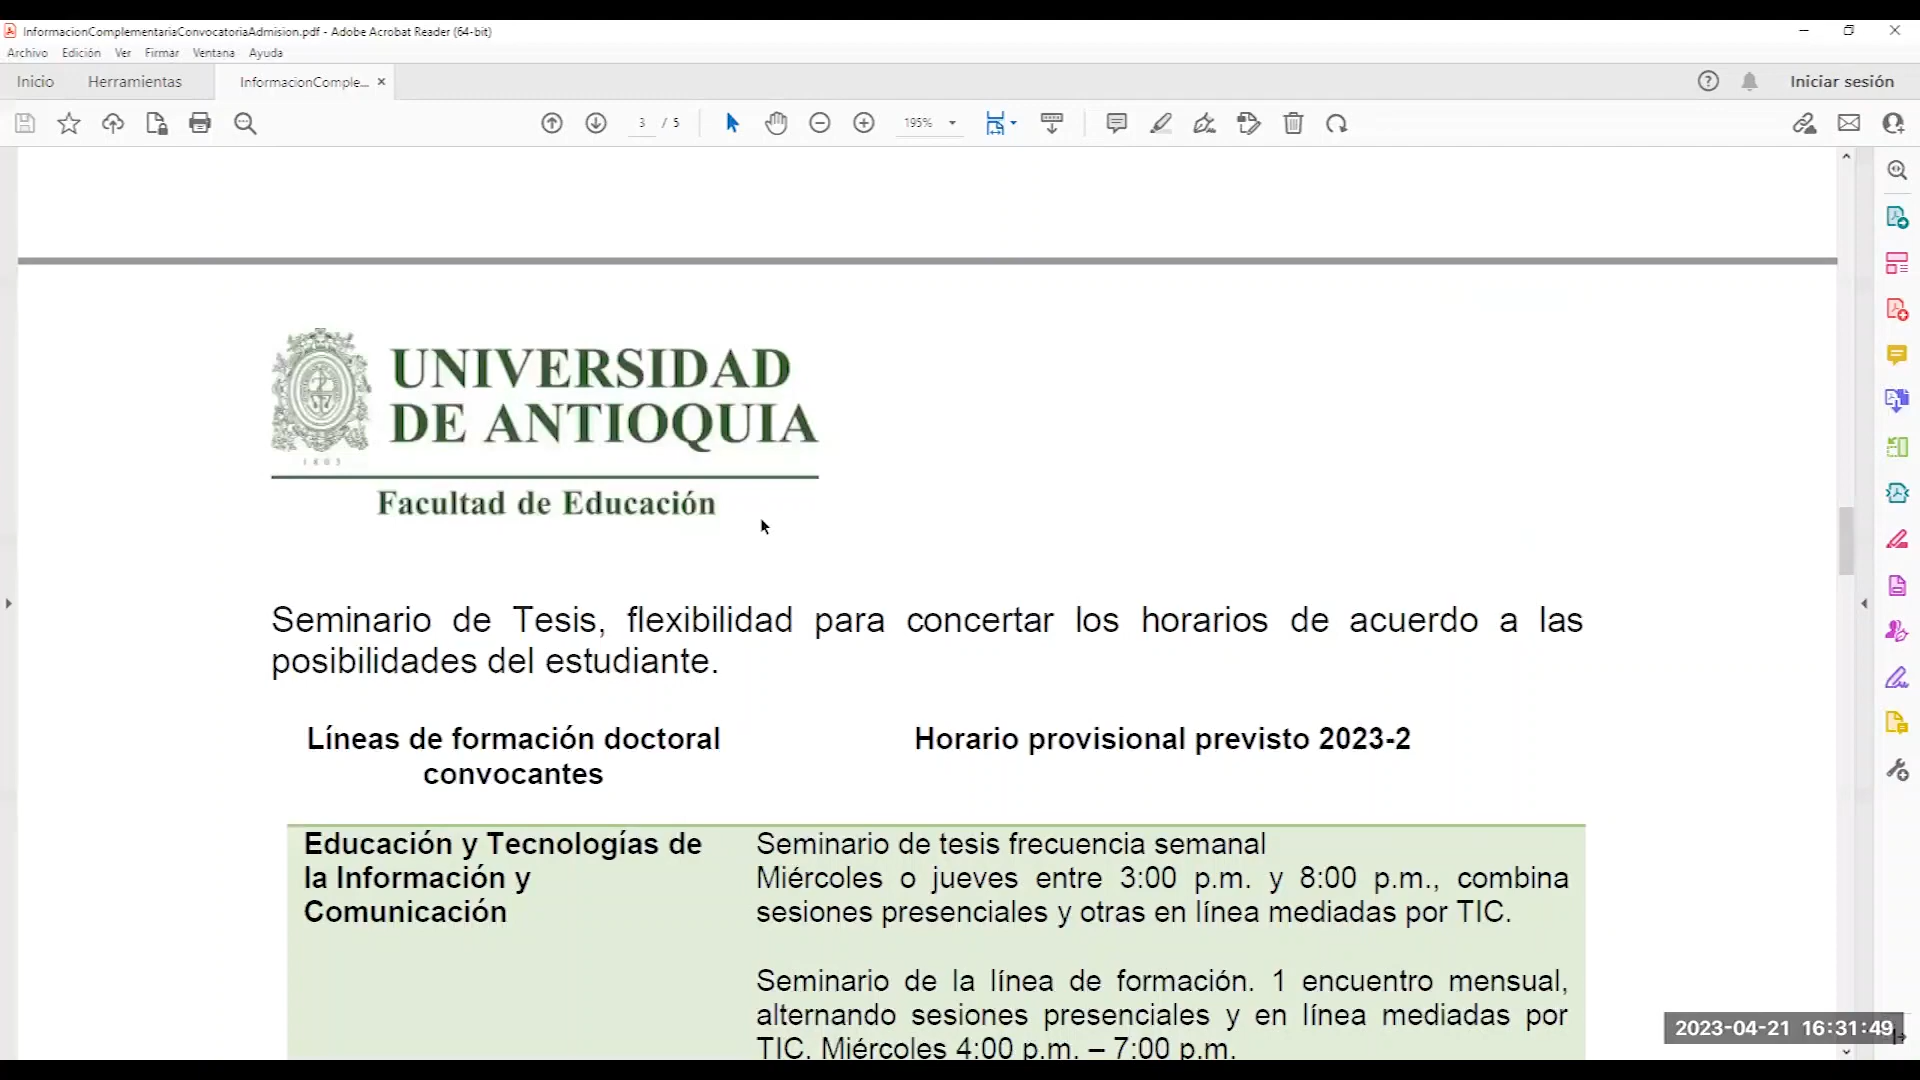 InformacionComplementariaConvocatoriaAdmision.pdf - Adobe Acrobat Reader (64-bit)
Archivo Edición Ver Firmar Ventana Ayuda
Inicio Herramientas InformacionComple... × Iniciar sesión
3 / 5 195%
UNIVERSIDAD
DE ANTIOQUIA
1803
Facultad de Educación
Seminario de Tesis, flexibilidad para concertar los horarios de acuerdo a las
posibilidades del estudiante.
Líneas de formación doctoral
convocantes
Horario provisional previsto 2023-2
Educación y Tecnologías de
la Información y
Comunicación
Seminario de tesis frecuencia semanal
Miércoles o jueves entre 3:00 p.m. y 8:00 p.m., combina
sesiones presenciales y otras en línea mediadas por TIC.
Seminario de la línea de formación. 1 encuentro mensual,
alternando sesiones presenciales y en línea mediadas por
TIC. Miércoles 4:00 p.m. – 7:00 p.m.
2023-04-21 16:31:49